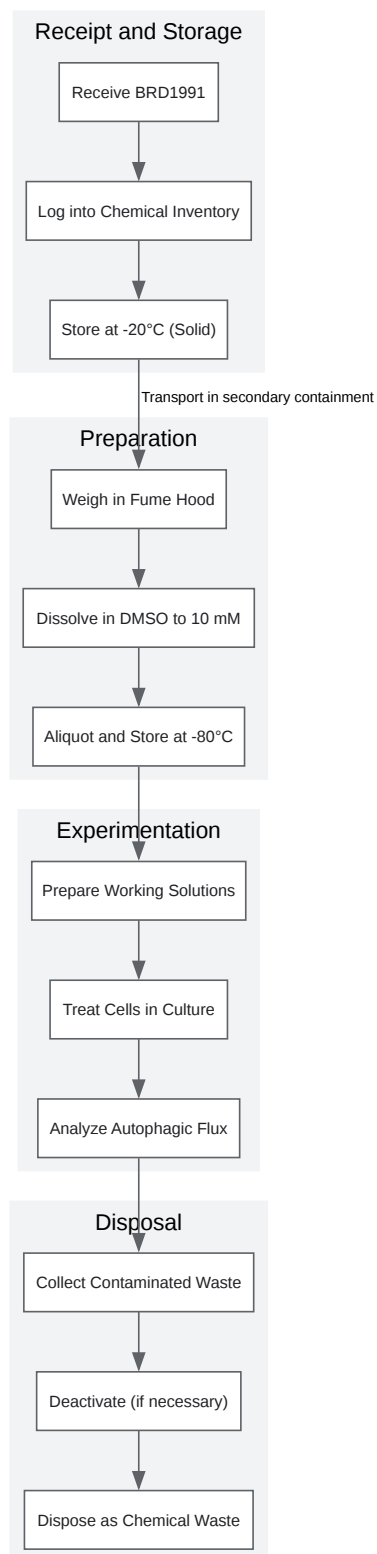 Receipt and Storage
Receive BRD1991
Log into Chemical Inventory
Store at -20°C (Solid)
Transport in secondary containment
Preparation
Weigh in Fume Hood
Dissolve in DMSO to 10 mM
Aliquot and Store at -80°C
Experimentation
Prepare Working Solutions
Treat Cells in Culture
Analyze Autophagic Flux
Disposal
Collect Contaminated Waste
Deactivate (if necessary)
Dispose as Chemical Waste